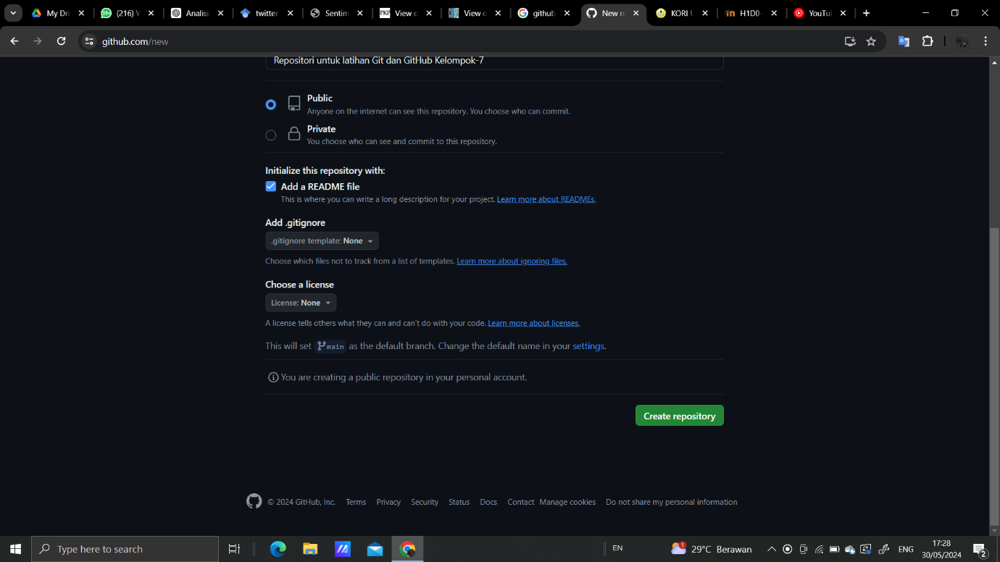 My Dri
(216) W
Analisi
twitter
Sentim
View o
View o
github
New re
KORI U
H1D0-
YouTu
github.com/new
Repositori untuk latihan Git dan GitHub Kelompok-7
Public
Anyone on the internet can see this repository. You choose who can commit.
Private
You choose who can see and commit to this repository.
Initialize this repository with:
Add a README file
This is where you can write a long description for your project. Learn more about READMEs.
Add .gitignore
.gitignore template: None
Choose which files not to track from a list of templates. Learn more about ignoring files.
Choose a license
License: None
A license tells others what they can and can't do with your code. Learn more about licenses.
This will set main as the default branch. Change the default name in your settings.
You are creating a public repository in your personal account.
Create repository
© 2024 GitHub, Inc. Terms Privacy Security Status Docs Contact Manage cookies Do not share my personal information
Type here to search
EN
1
29°C Berawan
ENG
17:28
30/05/2024
2